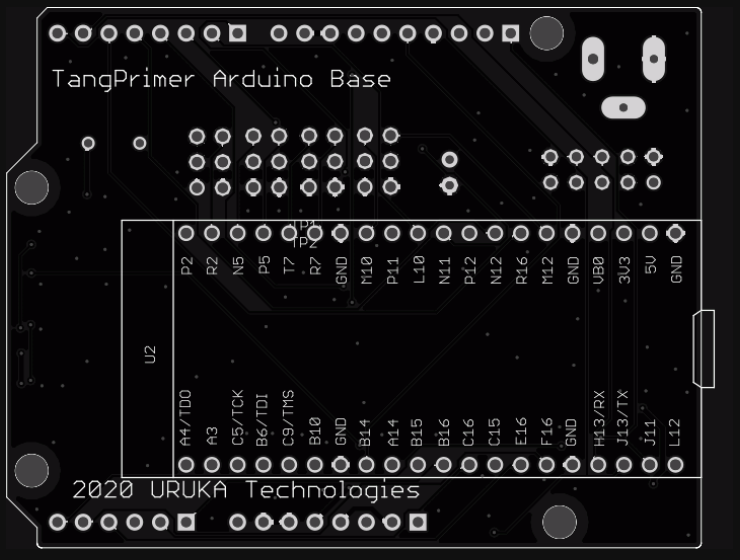 TangPrimer Arduino Base
TP1
TP2
P2 R2 N5 P5 T7 R7 GND M10 P11 L10 N11 P12 N12 R16 M12 GND VB0 3V3 5V GND
U2
A4/TDO A3 C5/TCK B6/TDI C9/TMS B10 GND B14 A14 B15 B16 C16 C15 E16 F16 GND H13/RX J13/TX J11 L12
2020 URUKA Technologies